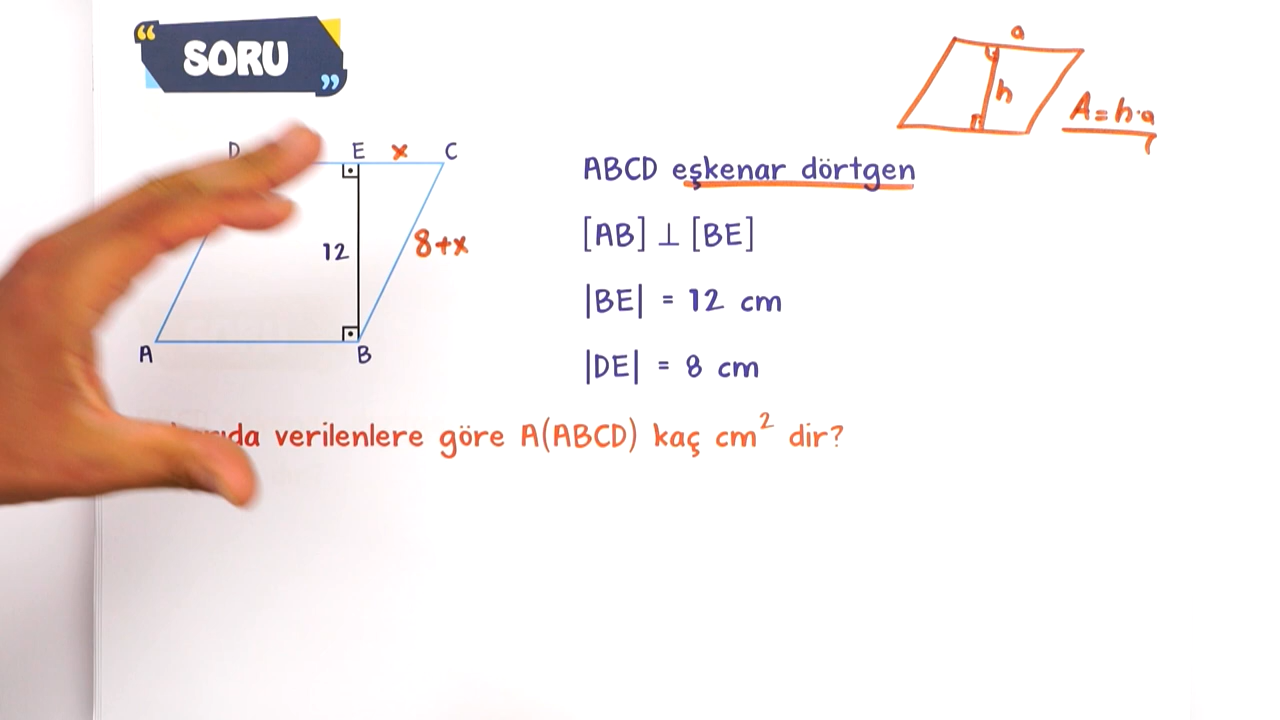 “ SORU ”
a
h
A = h·a
D E x C
12
8+x
A B
ABCD eşkenar dörtgen
[AB] ⊥ [BE]
|BE| = 12 cm
|DE| = 8 cm
verilenlere göre A(ABCD) kaç cm² dir?